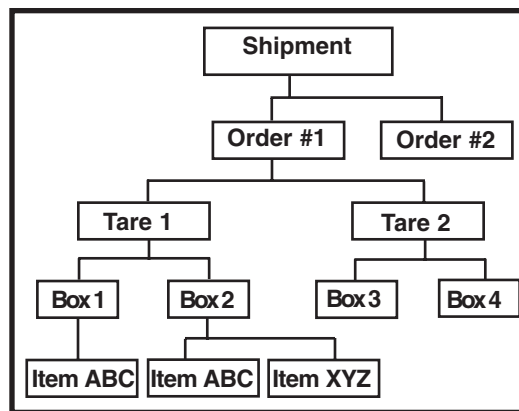 Shipment
Order #1
Order #2
Tare 1
Tare 2
Box 1
Box 2
Box 3
Box 4
Item ABC
Item ABC
Item XYZ